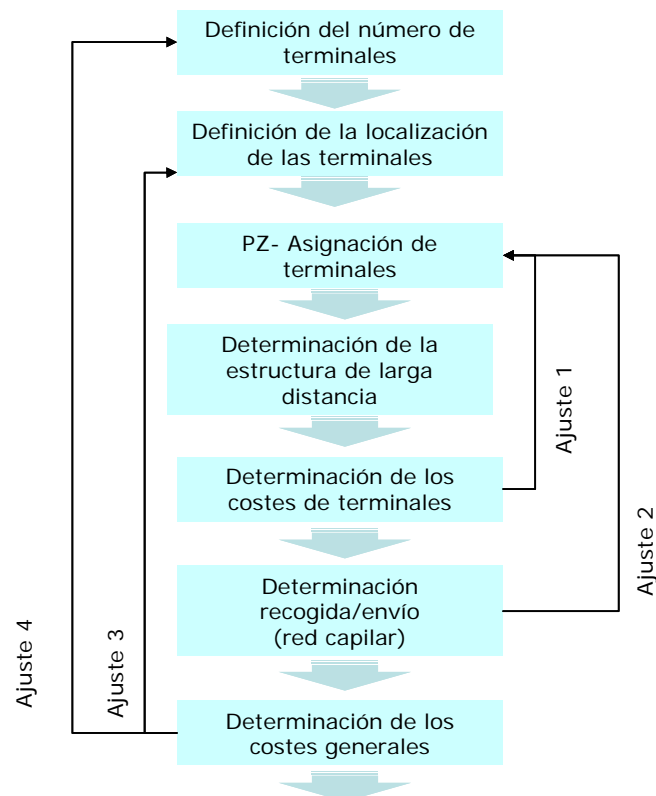 Definición del número de
terminales
Definición de la localización
de las terminales
PZ- Asignación de
terminales
Determinación de la
estructura de larga
distancia
Ajuste 1
Determinación de los
costes de terminales
Ajuste 2
Determinación
recogida/envío
(red capilar)
Ajuste 4
Ajuste 3
Determinación de los
costes generales